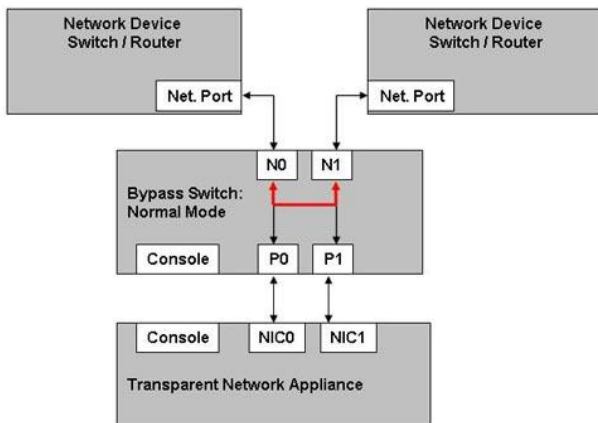 Network Device
Switch / Router
Net. Port
Network Device
Switch / Router
Net. Port
N0
N1
Bypass Switch:
Normal Mode
Console
P0
P1
Console
NIC0
NIC1
Transparent Network Appliance